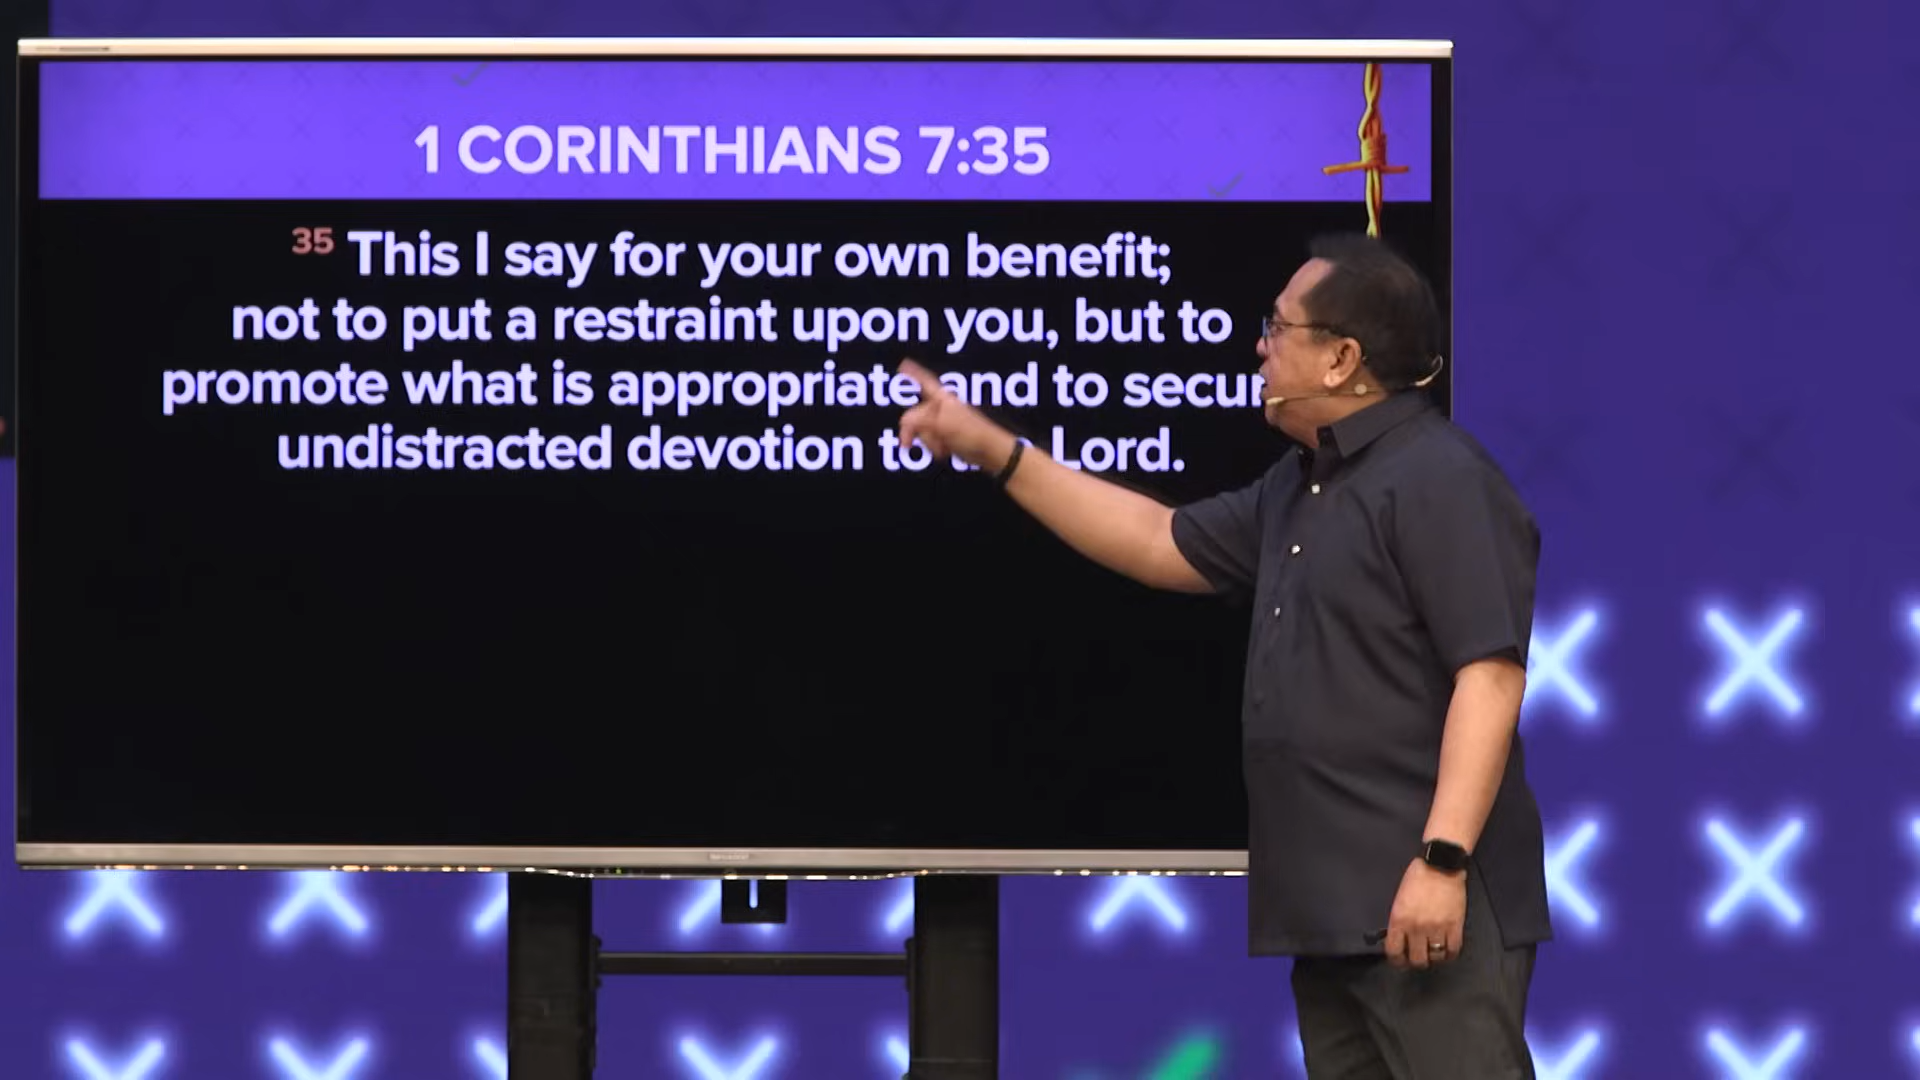 1 CORINTHIANS 7:35
35 This I say for your own benefit;
not to put a restraint upon you, but to
promote what is appropriate and to secur
undistracted devotion to Lord.